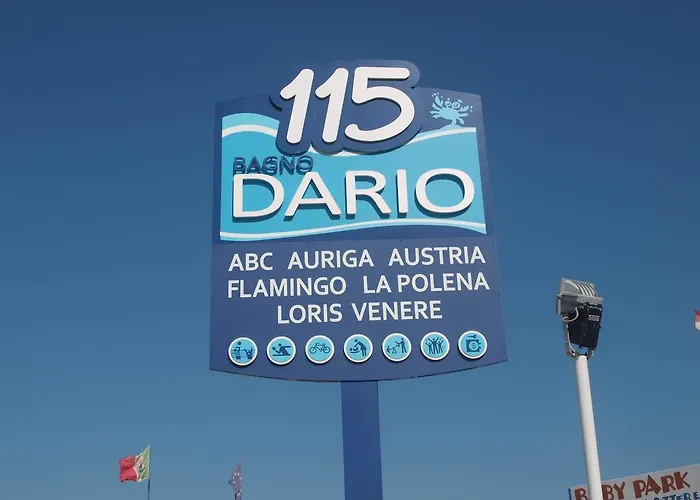 115
BAGNO
DARIO
ABC AURIGA AUSTRIA
FLAMINGO LA POLENA
LORIS VENERE
BABY PARK